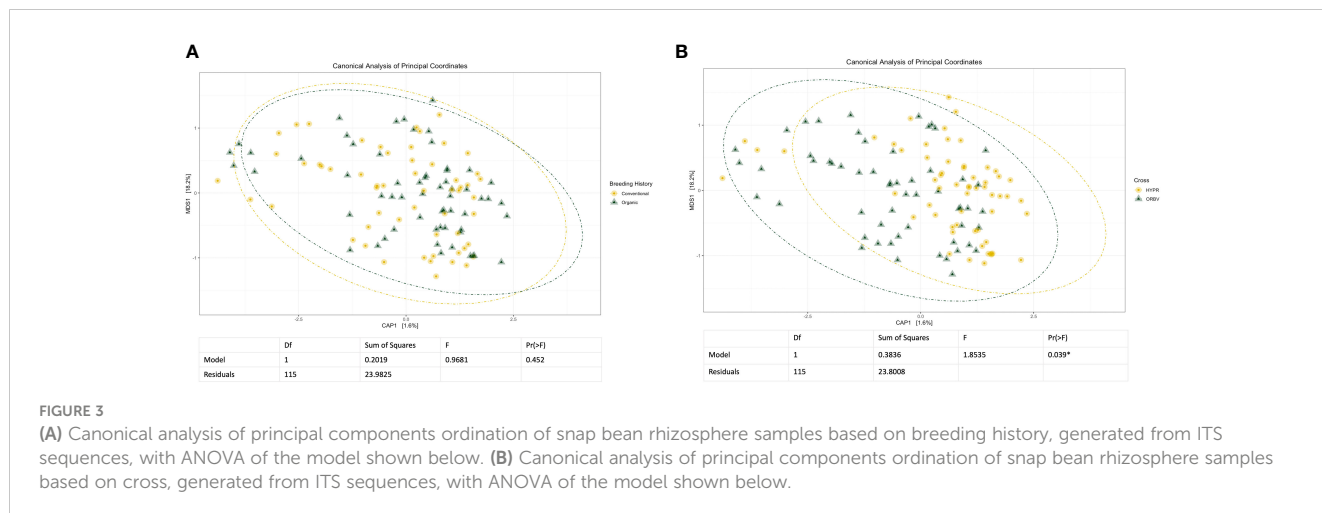 A
Canonical Analysis of Principal Coordinates
MDS1 [18.2%]
1
0
-1
-2.5
0.0
2.5
CAP1 [1.6%]
Breeding History
Conventional
Organic
Df
Sum of Squares
F
Pr(>F)
Model
1
0.2019
0.9681
0.452
Residuals
115
23.9825
B
Canonical Analysis of Principal Coordinates
MDS1 [18.2%]
1
0
-1
-2.5
0.0
2.5
CAP1 [1.6%]
Cross
HYPR
ORBV
Df
Sum of Squares
F
Pr(>F)
Model
1
0.3836
1.8535
0.039*
Residuals
115
23.8008
FIGURE 3
(A) Canonical analysis of principal components ordination of snap bean rhizosphere samples based on breeding history, generated from ITS
sequences, with ANOVA of the model shown below. (B) Canonical analysis of principal components ordination of snap bean rhizosphere samples
based on cross, generated from ITS sequences, with ANOVA of the model shown below.